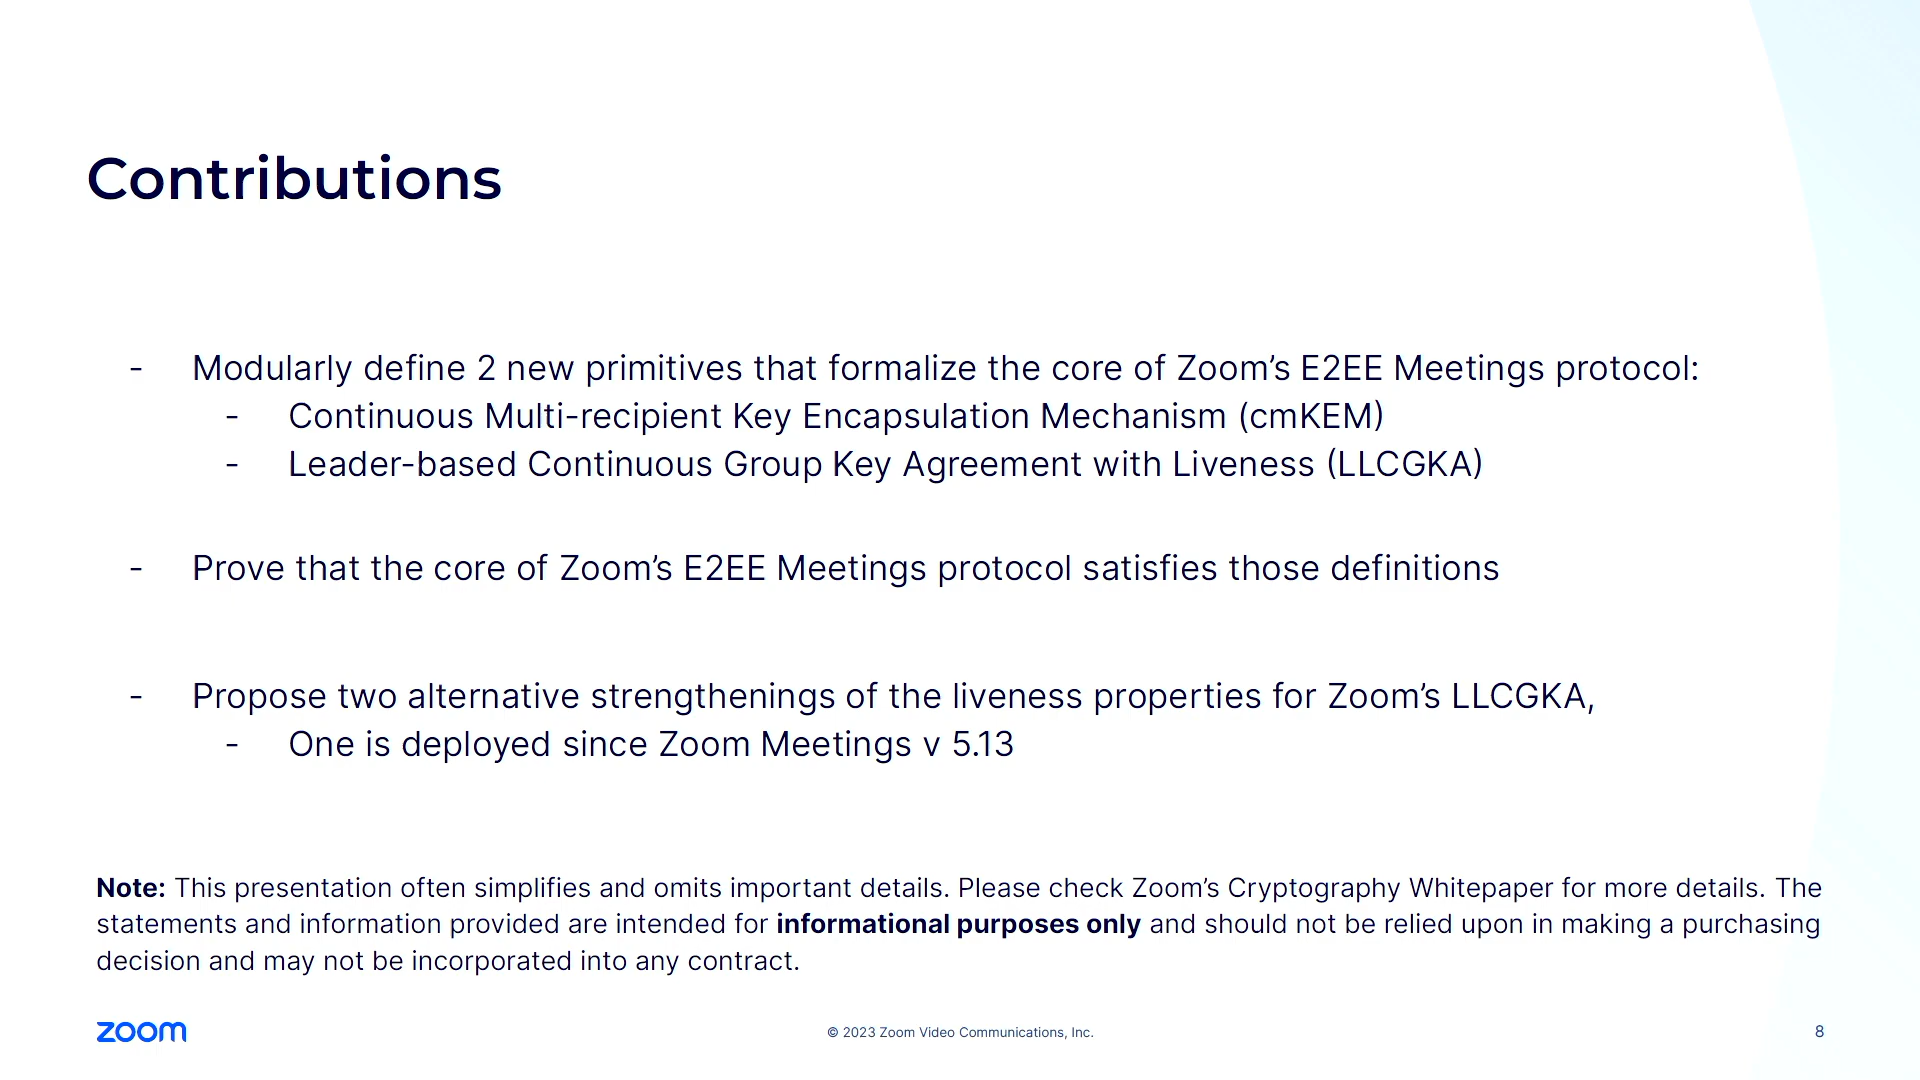 Contributions
- Modularly define 2 new primitives that formalize the core of Zoom’s E2EE Meetings protocol:
- Continuous Multi-recipient Key Encapsulation Mechanism (cmKEM)
- Leader-based Continuous Group Key Agreement with Liveness (LLCGKA)
- Prove that the core of Zoom’s E2EE Meetings protocol satisfies those definitions
- Propose two alternative strengthenings of the liveness properties for Zoom’s LLCGKA,
- One is deployed since Zoom Meetings v 5.13
Note: This presentation often simplifies and omits important details. Please check Zoom’s Cryptography Whitepaper for more details. The
statements and information provided are intended for informational purposes only and should not be relied upon in making a purchasing
decision and may not be incorporated into any contract.
zoom
© 2023 Zoom Video Communications, Inc.
8